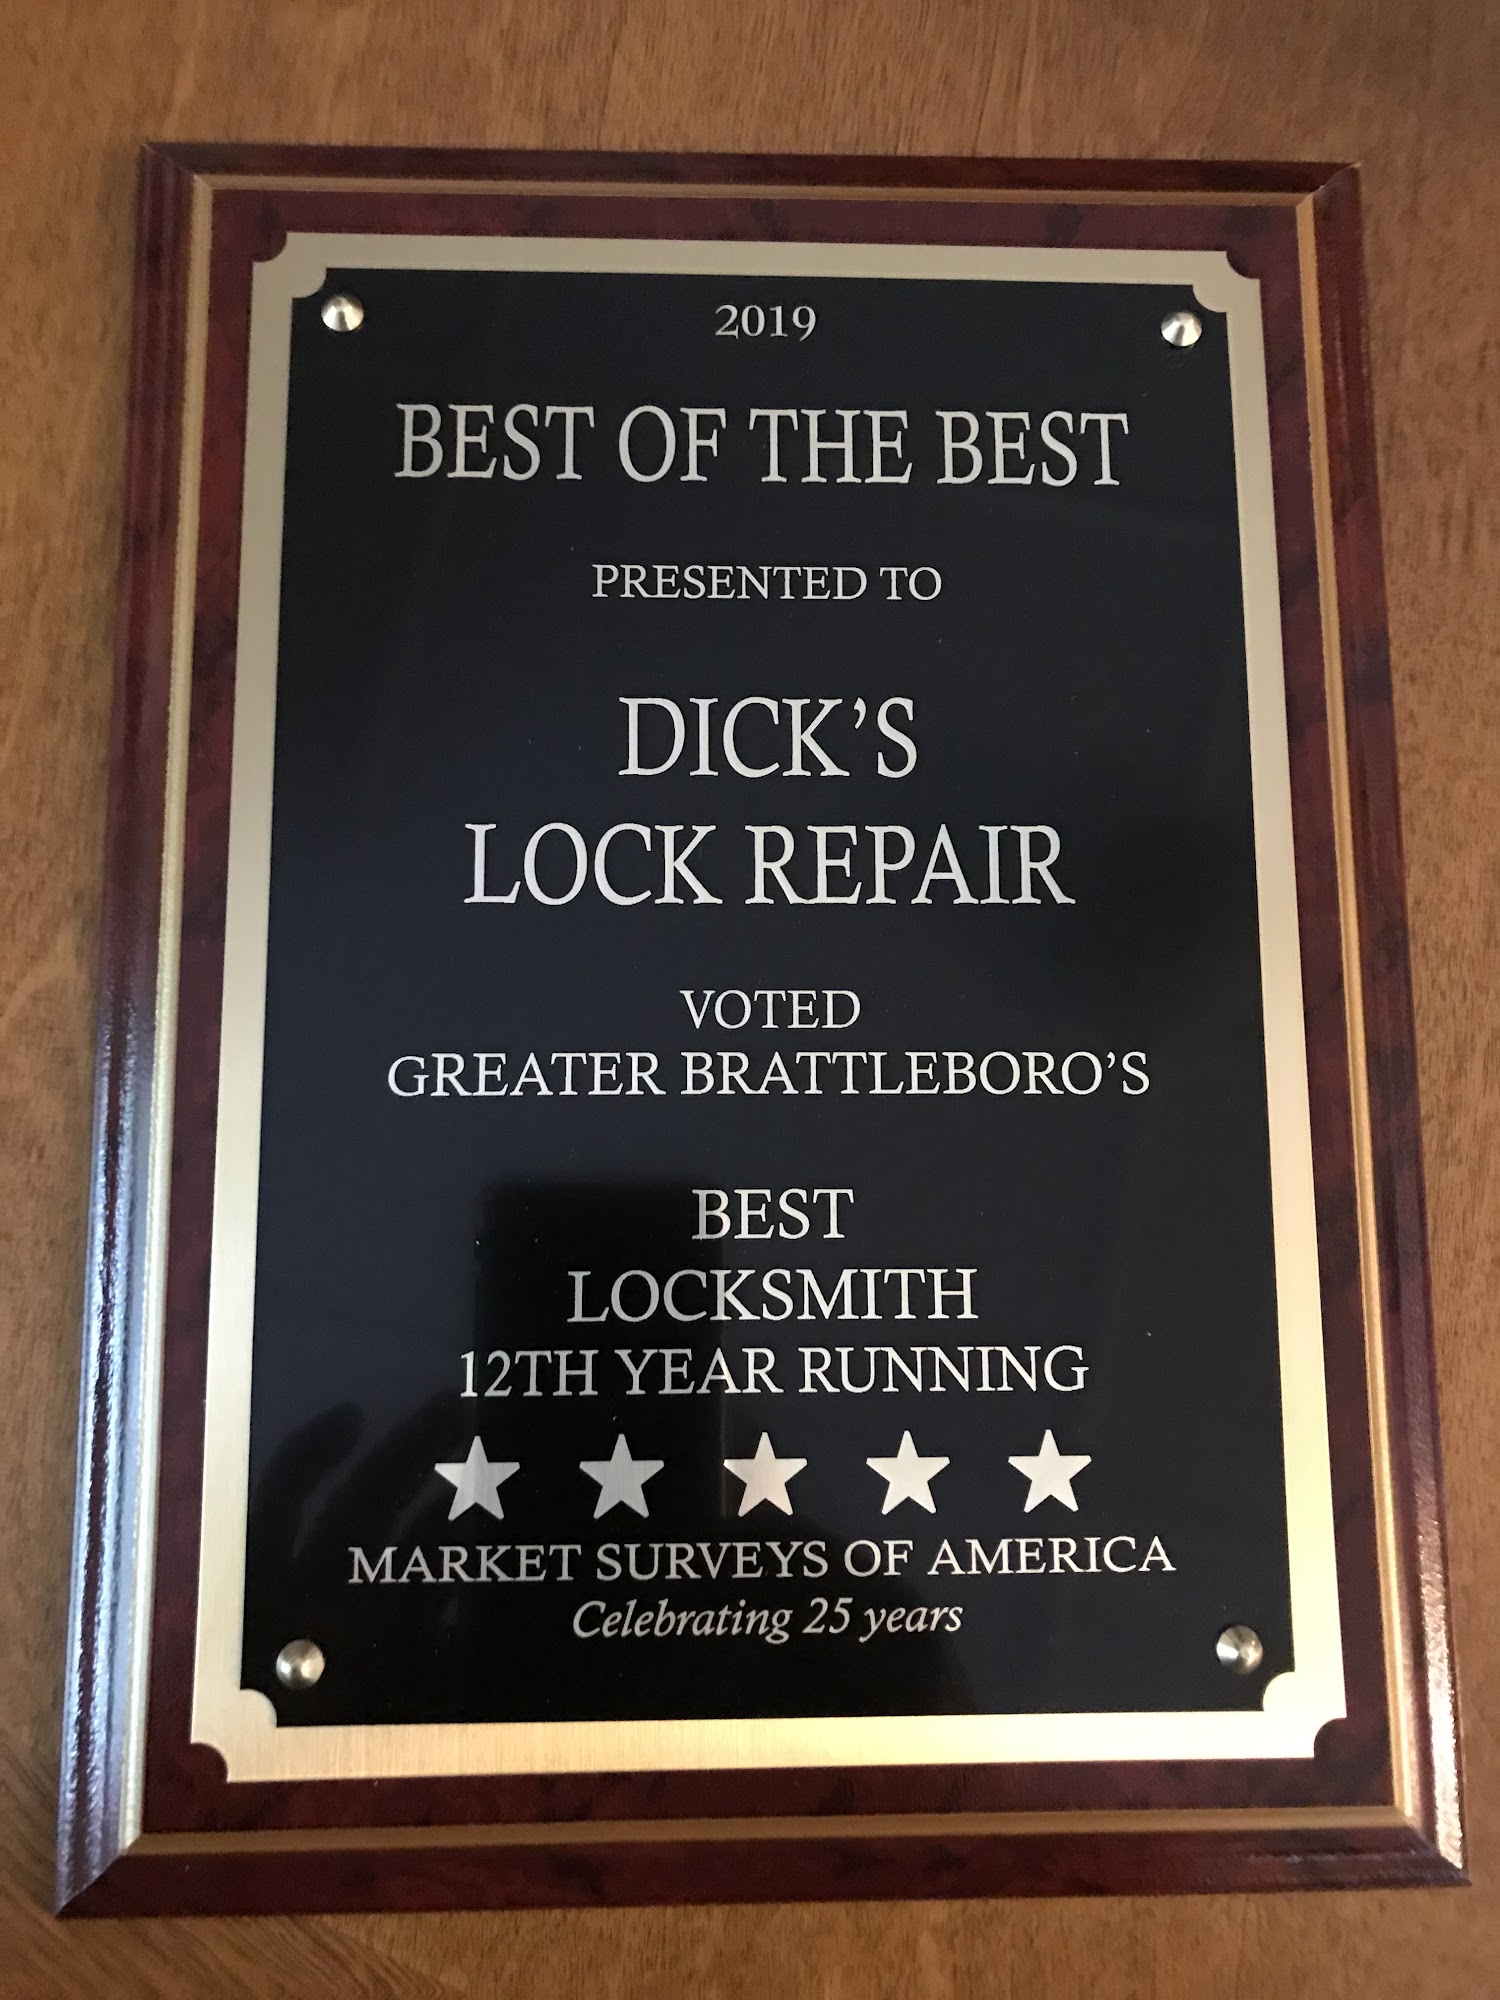 2019
BEST OF THE BEST
PRESENTED TO
DICK'S
LOCK REPAIR
VOTED
GREATER BRATTLEBORO'S
BEST
LOCKSMITH
12TH YEAR RUNNING
MARKET SURVEYS OF AMERICA
Celebrating 25 years